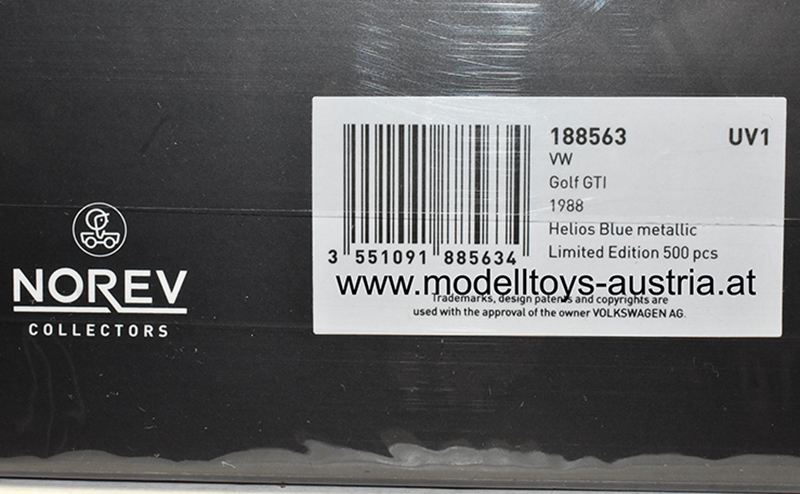 188563 UV1
VW
Golf GTI
1988
Helios Blue metallic
Limited Edition 500 pcs
3 551091 885634
www.modelltoys-austria.at
Trademarks, design patents and copyrights are
used with the approval of the owner VOLKSWAGEN AG.
NOREV
COLLECTORS